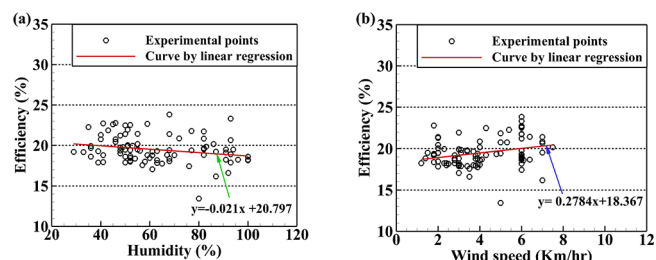 (a)
35
Experimental points
Curve by linear regression
30
25
20
15
10
Efficiency (%)
y=-0.021x +20.797
20 40 60 80 100 120
Humidity (%)
(b)
35
Experimental points
Curve by linear regression
30
25
20
15
10
Efficiency (%)
y= 0.2784x+18.367
0 2 4 6 8 10 12
Wind speed (Km/hr)